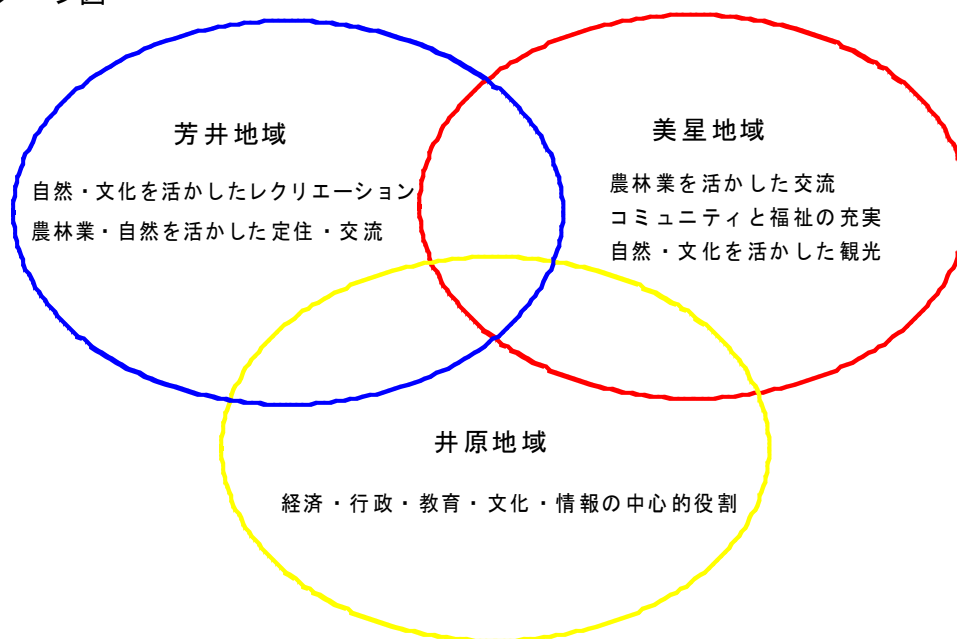 芳井地域
自然・文化を活かしたレクリエーション
農林業・自然を活かした定住・交流
美星地域
農林業を活かした交流
コミュニティと福祉の充実
自然・文化を活かした観光
井原地域
経済・行政・教育・文化・情報の中心的役割